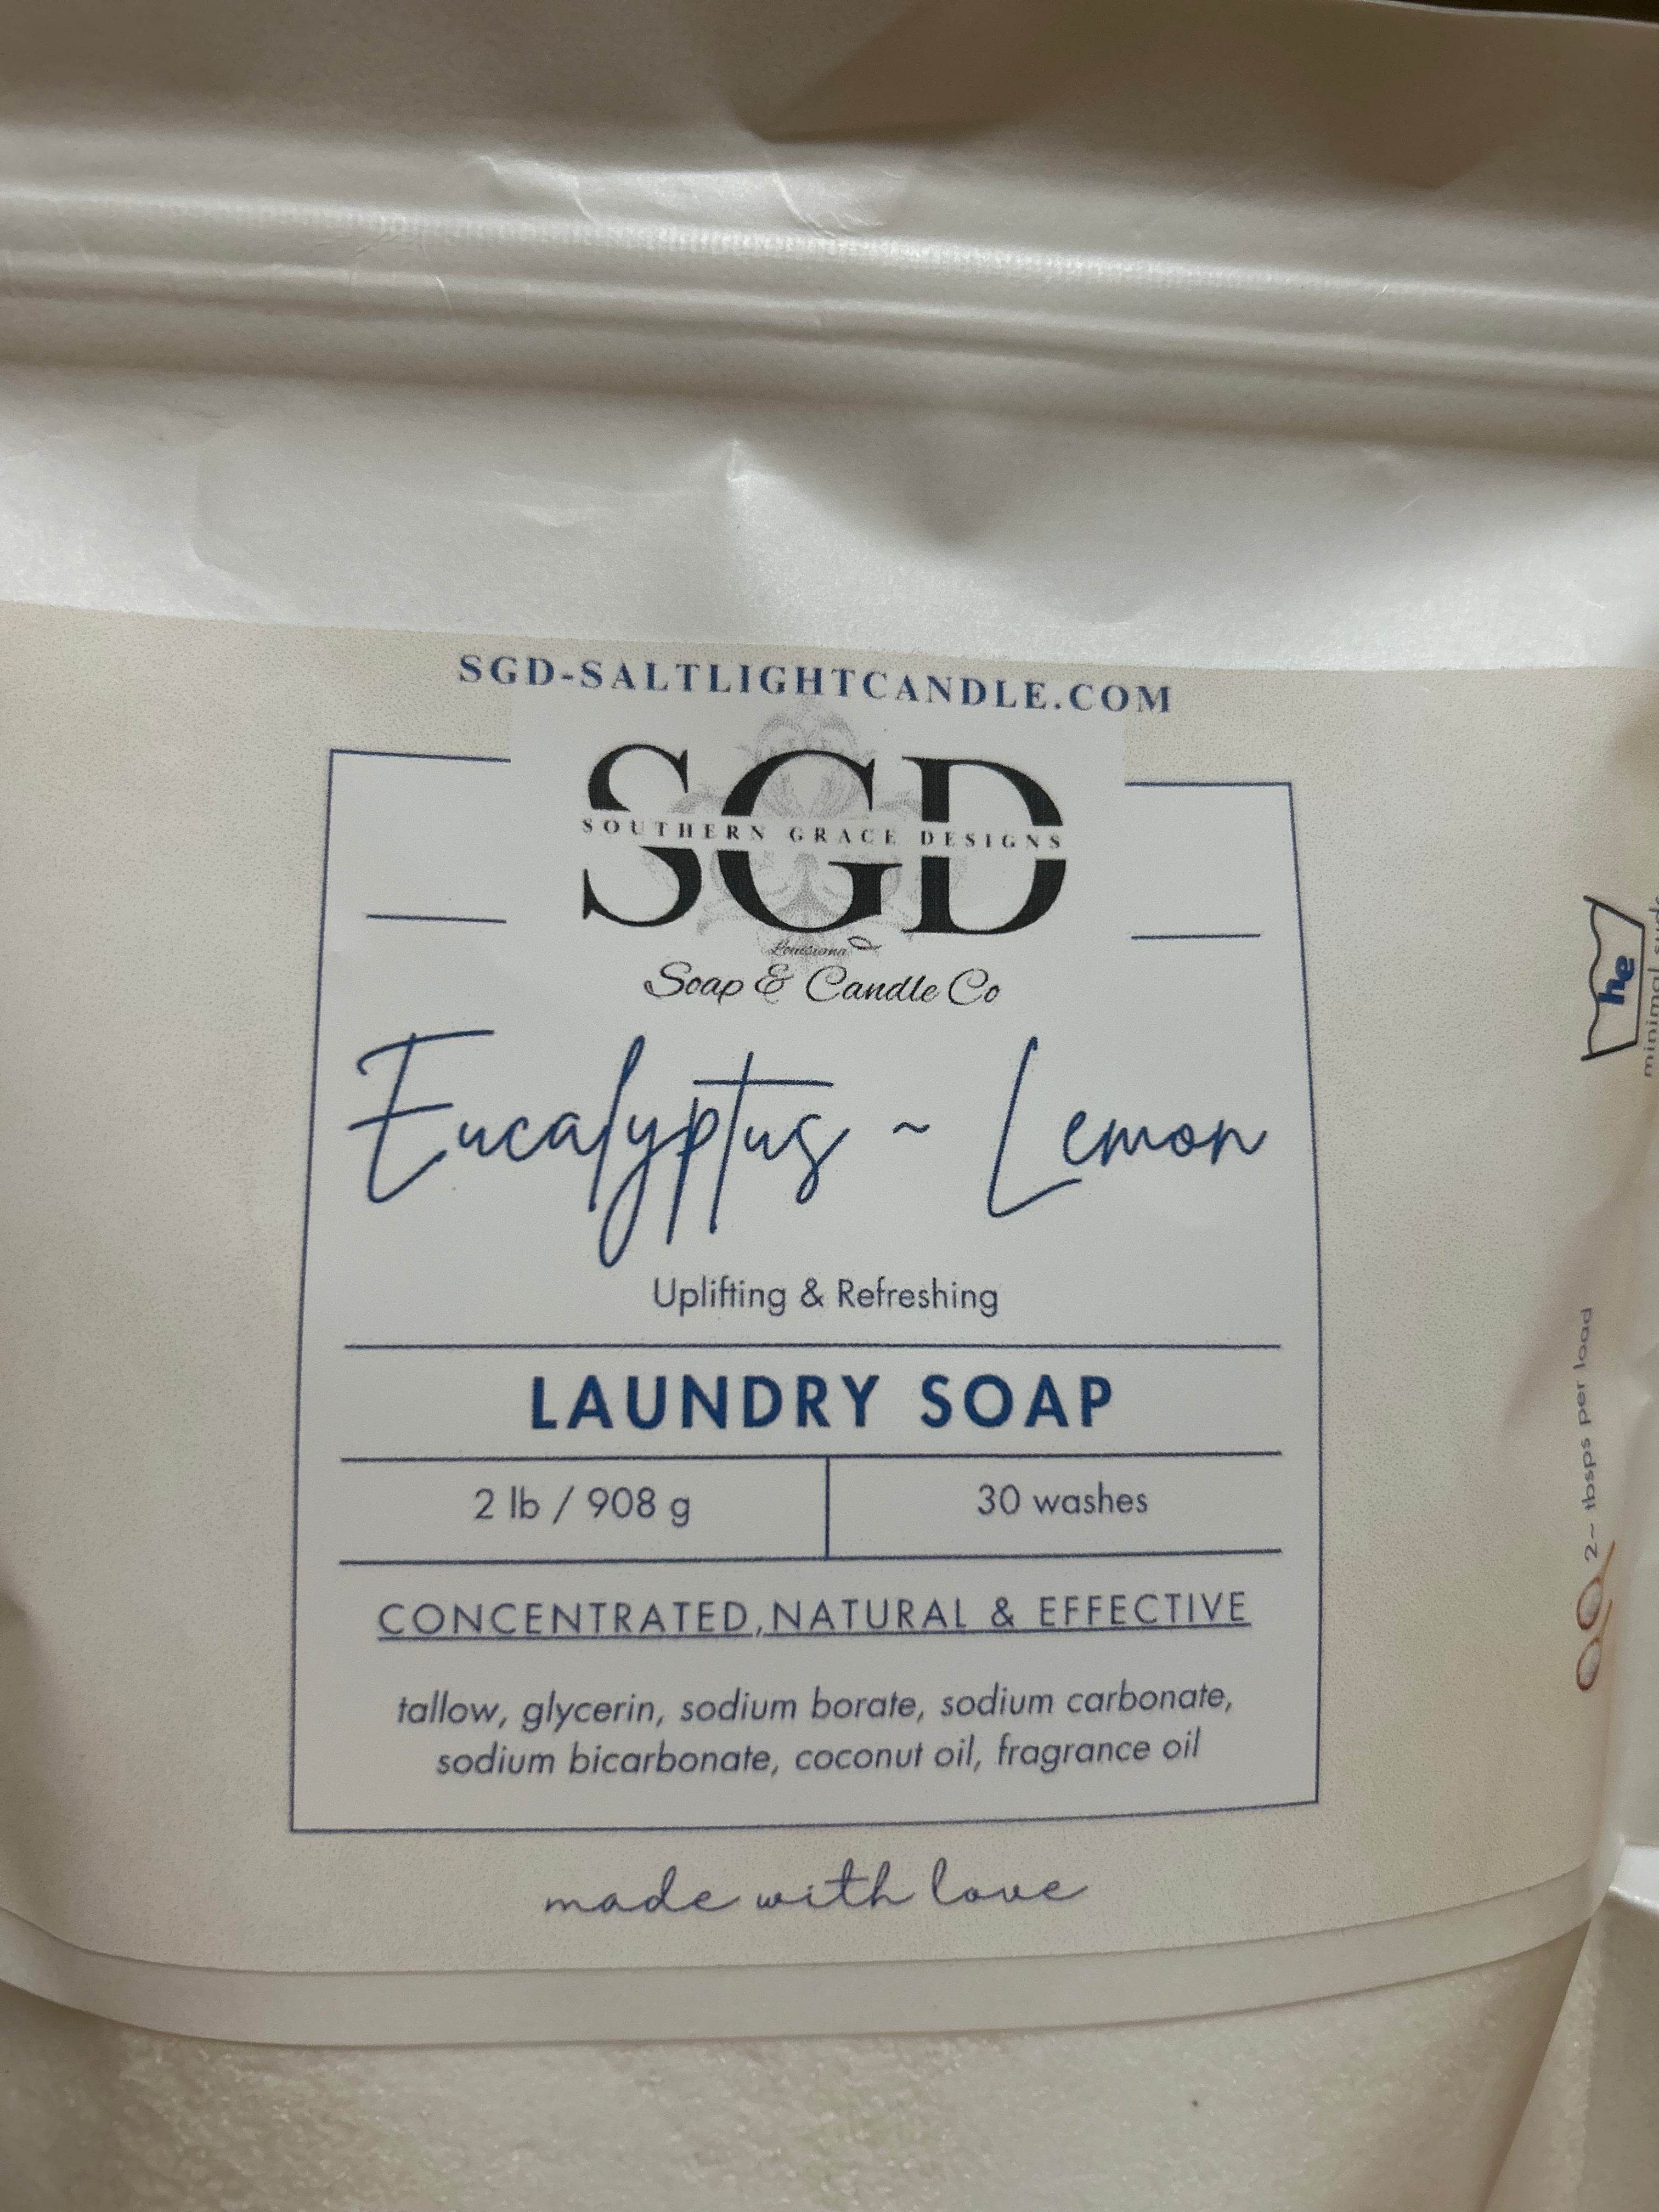 SGD-SALTLIGHTCANDLE.COM
SGD
SOUTHERN GRACE DESIGNS
Louisiana
Soap & Candle Co
Eucalyptus ~ Lemon
Uplifting & Refreshing
LAUNDRY SOAP
2 lb / 908 g
30 washes
CONCENTRATED,NATURAL & EFFECTIVE
tallow, glycerin, sodium borate, sodium carbonate,
sodium bicarbonate, coconut oil, fragrance oil
made with love
he
minimal suds
2~ tbsps per load